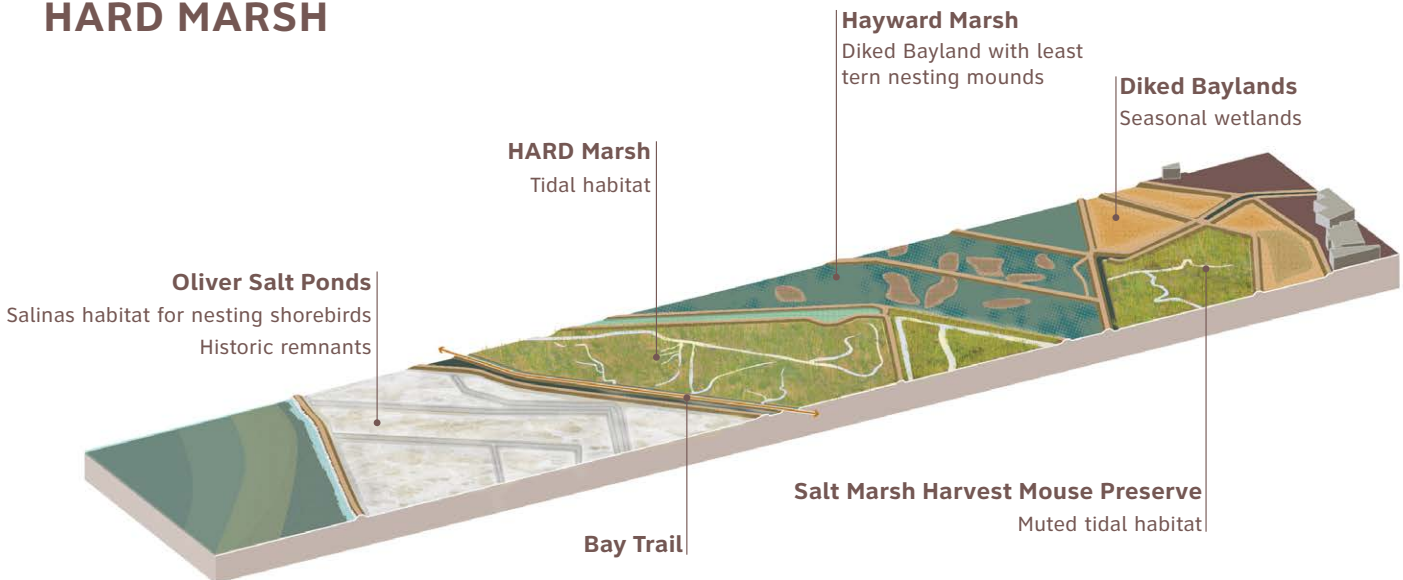 HARD MARSH
Hayward Marsh
Diked Bayland with least
tern nesting mounds
Diked Baylands
Seasonal wetlands
HARD Marsh
Tidal habitat
Oliver Salt Ponds
Salinas habitat for nesting shorebirds
Historic remnants
Salt Marsh Harvest Mouse Preserve
Muted tidal habitat
Bay Trail